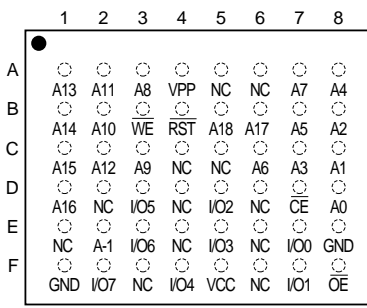 1 2 3 4 5 6 7 8
A
A13 A11 A8 VPP NC NC A7 A4
B
A14 A10 WE RST A18 A17 A5 A2
C
A15 A12 A9 NC NC A6 A3 A1
D
A16 NC I/O5 NC I/O2 NC CE A0
E
NC A-1 I/O6 NC I/O3 NC I/O0 GND
F
GND I/O7 NC I/O4 VCC NC I/O1 OE